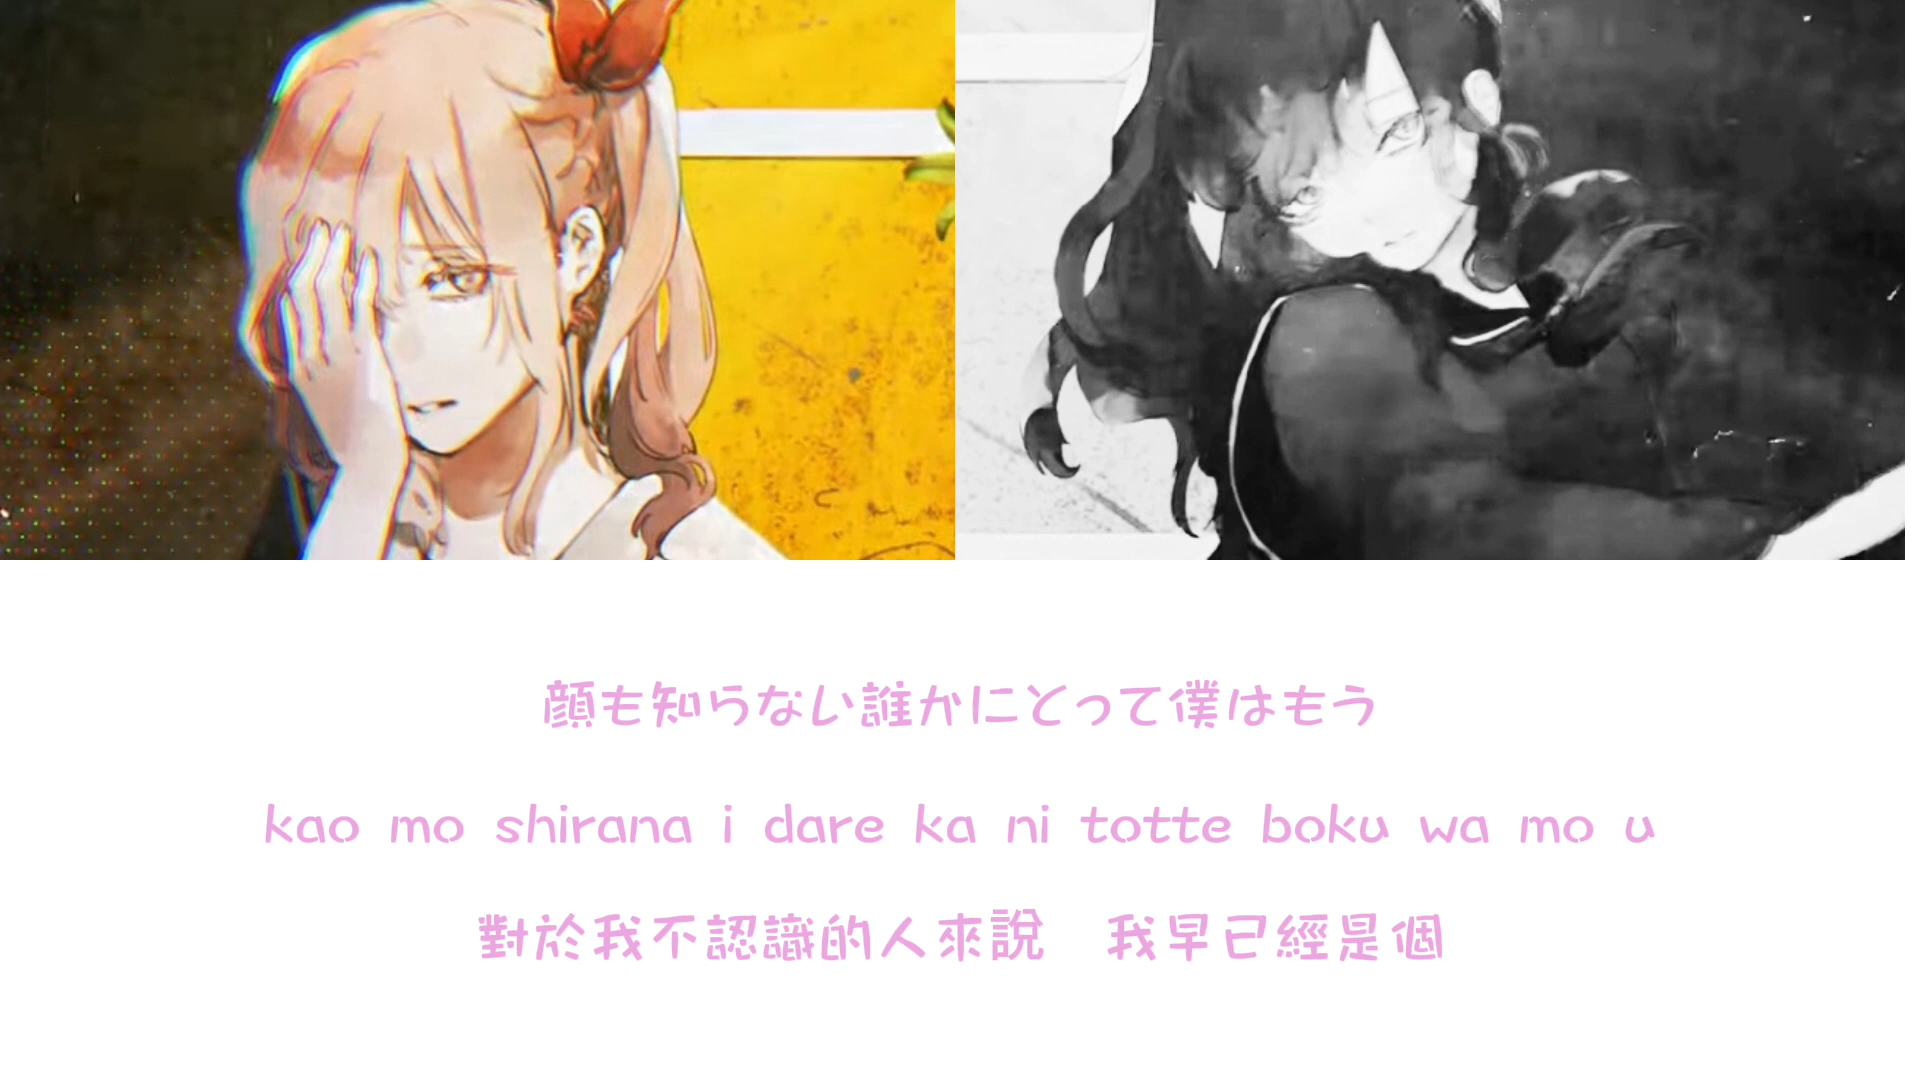 顔も知らない誰かにとって僕はもう
kao mo shirana i dare ka ni totte boku wa mo u
對於我不認識的人來說　我早已經是個